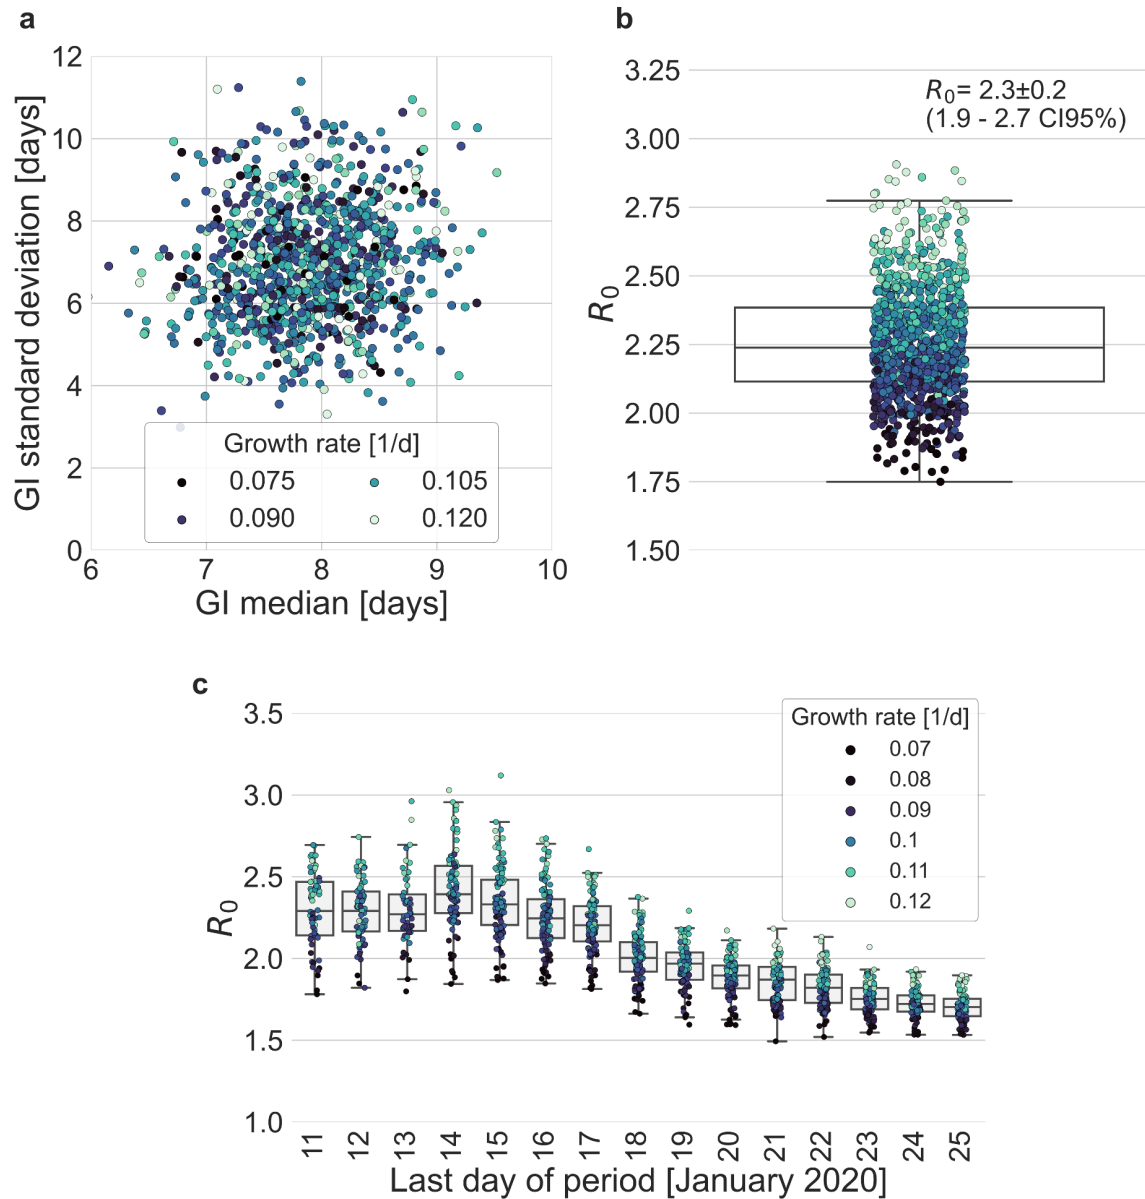 a
12
10
8
6
4
2
0
GI standard deviation [days]
Growth rate [1/d]
0.075 0.105
0.090 0.120
6 7 8 9 10
GI median [days]
b
3.25
3.00
2.75
2.50
2.25
2.00
1.75
1.50
R0
R0= 2.3±0.2
(1.9 - 2.7 CI95%)
c
3.5
3.0
2.5
2.0
1.5
1.0
R0
Growth rate [1/d]
0.07
0.08
0.09
0.1
0.11
0.12
11 12 13 14 15 16 17 18 19 20 21 22 23 24 25
Last day of period [January 2020]